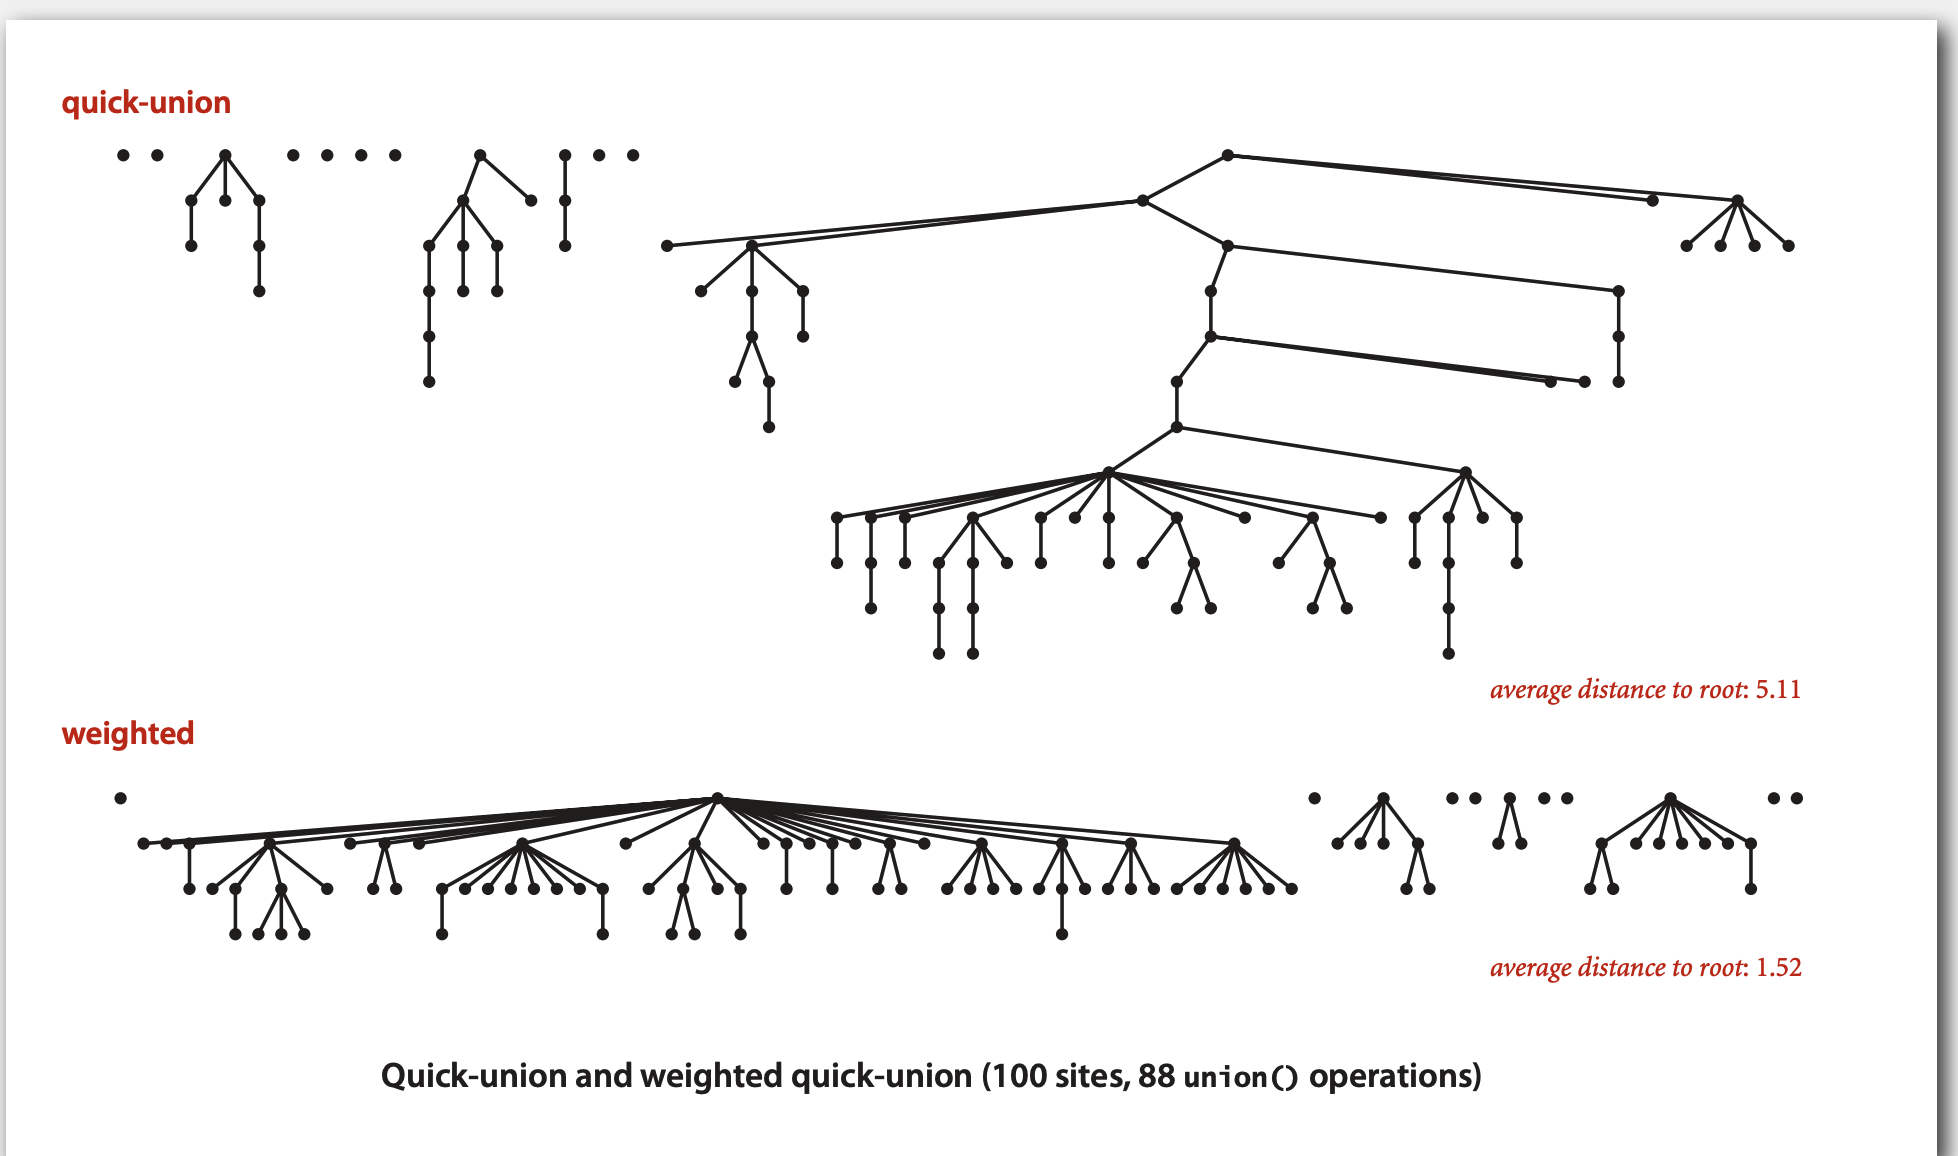 quick-union
average distance to root: 5.11
weighted
average distance to root: 1.52
Quick-union and weighted quick-union (100 sites, 88 union() operations)